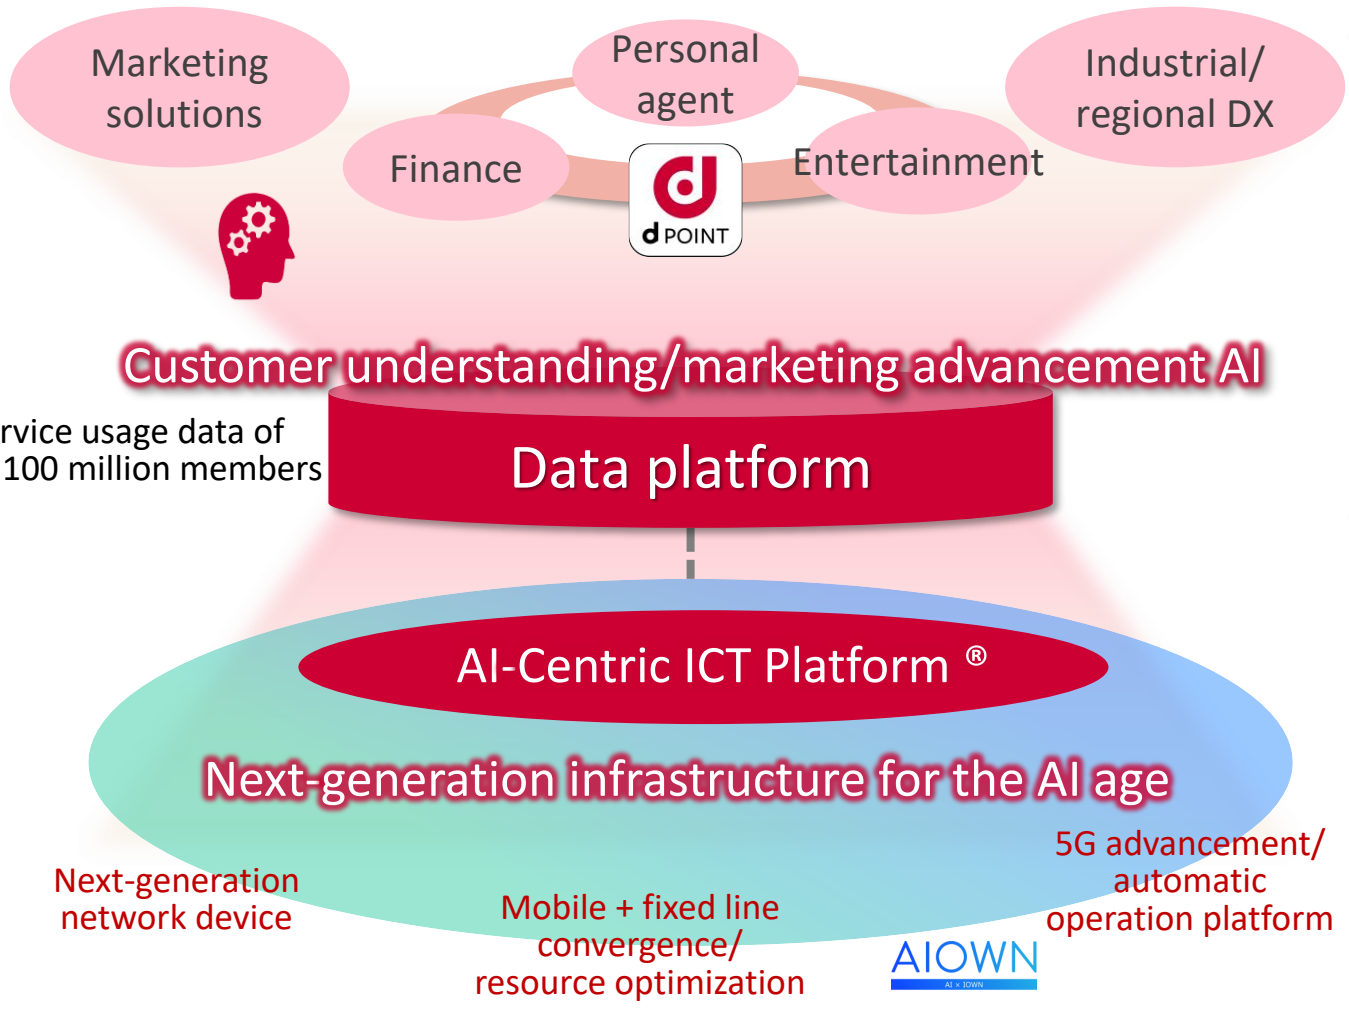 Marketing
solutions
Personal
agent
Industrial/
regional DX
Finance
Entertainment
d POINT
Customer understanding/marketing advancement AI
usage data of
100 million members
Data platform
AI-Centric ICT Platform ®
Next-generation infrastructure for the AI age
Next-generation
network device
Mobile + fixed line
convergence/
resource optimization
5G advancement/
automatic
operation platform
AIOWN
AI × IOWN